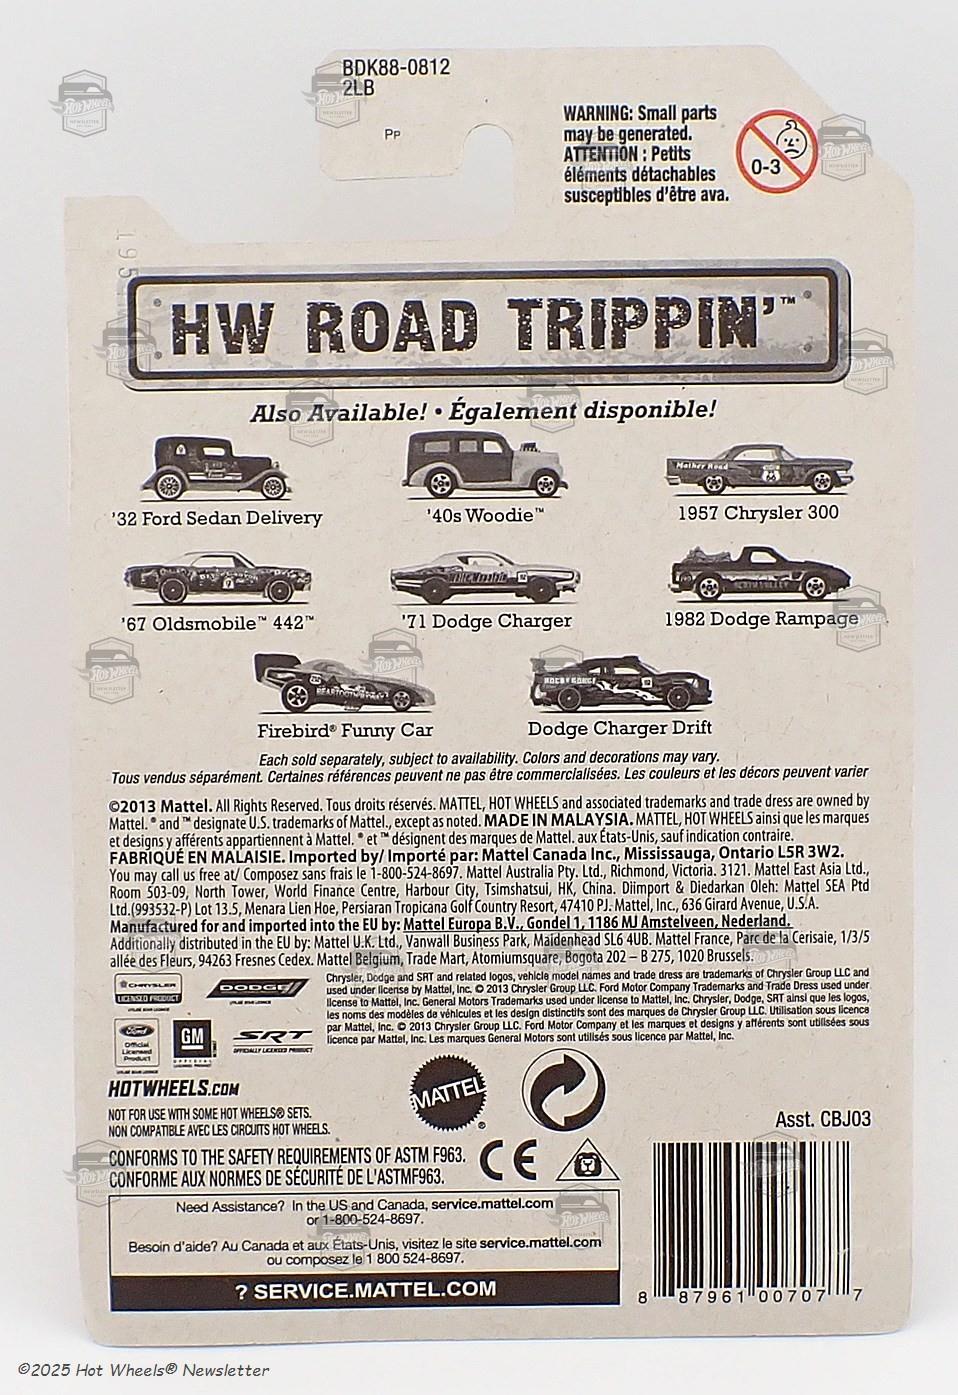 BDK88-0812
2LB
Pp
WARNING: Small parts
may be generated.
ATTENTION : Petits
éléments détachables
susceptibles d'être ava.
0-3
HW ROAD TRIPPIN'™
Also Available! • Également disponible!
'32 Ford Sedan Delivery
'40s Woodie™
Mother Road
1957 Chrysler 300
'67 Oldsmobile™ 442™
'71 Dodge Charger
1982 Dodge Rampage
Firebird® Funny Car
Dodge Charger Drift
Each sold separately, subject to availability. Colors and decorations may vary.
Tous vendus séparément. Certaines références peuvent ne pas être commercialisées. Les couleurs et les décors peuvent varier
©2013 Mattel. All Rights Reserved. Tous droits réservés. MATTEL, HOT WHEELS and associated trademarks and trade dress are owned by
Mattel. ® and ™ designate U.S. trademarks of Mattel., except as noted. MADE IN MALAYSIA. MATTEL, HOT WHEELS ainsi que les marques
et designs y afférents appartiennent à Mattel. ® et ™ désignent des marques de Mattel. aux États-Unis, sauf indication contraire.
FABRIQUÉ EN MALAISIE. Imported by/ Importé par: Mattel Canada Inc., Mississauga, Ontario L5R 3W2.
You may call us free at/ Composez sans frais le 1-800-524-8697. Mattel Australia Pty. Ltd., Richmond, Victoria. 3121. Mattel East Asia Ltd.,
Room 503-09, North Tower, World Finance Centre, Harbour City, Tsimshatsui, HK, China. Diimport & Diedarkan Oleh: Mattel SEA Ptd
Ltd.(993532-P) Lot 13.5, Menara Lien Hoe, Persiaran Tropicana Golf Country Resort, 47410 PJ. Mattel, Inc., 636 Girard Avenue, U.S.A.
Manufactured for and imported into the EU by: Mattel Europa B.V., Gondel 1, 1186 MJ Amstelveen, Nederland.
Additionally distributed in the EU by: Mattel U.K. Ltd., Vanwall Business Park, Maidenhead SL6 4UB. Mattel France, Parc de la Cerisaie, 1/3/5
allée des Fleurs, 94263 Fresnes Cedex. Mattel Belgium, Trade Mart, Atomiumsquare, Bogota 202 – B 275, 1020 Brussels.
CHRYSLER
LICENSED PRODUCT
DODGE
Chrysler, Dodge and SRT and related logos, vehicle model names and trade dress are trademarks of Chrysler Group LLC and
used under license by Mattel, Inc. © 2013 Chrysler Group LLC. Ford Motor Company Trademarks and Trade Dress used under
license to Mattel, Inc. General Motors Trademarks used under license to Mattel, Inc. Chrysler, Dodge, SRT ainsi que les logos,
les noms des modèles de véhicules et les design distinctifs sont des marques de Chrysler Group LLC. Utilisation sous licence
par Mattel, Inc. © 2013 Chrysler Group LLC. Ford Motor Company et les marques et designs y afférents sont utilisées sous
licence par Mattel, Inc. Les marques General Motors sont utilisés sous licence par Mattel, Inc.
Ford
Official
Licensed
Product
GM
OFFICIAL
SRT
OFFICIALLY LICENSED PRODUCT
HOTWHEELS.COM
NOT FOR USE WITH SOME HOT WHEELS® SETS.
NON COMPATIBLE AVEC LES CIRCUITS HOT WHEELS.
MATTEL®
Asst. CBJ03
CONFORMS TO THE SAFETY REQUIREMENTS OF ASTM F963.
CONFORME AUX NORMES DE SÉCURITÉ DE L'ASTMF963.
CE
Need Assistance? In the US and Canada, service.mattel.com
or 1-800-524-8697.
Besoin d'aide? Au Canada et aux États-Unis, visitez le site service.mattel.com
ou composez le 1 800 524-8697.
? SERVICE.MATTEL.COM
8 87961 00707 7
©2025 Hot Wheels® Newsletter